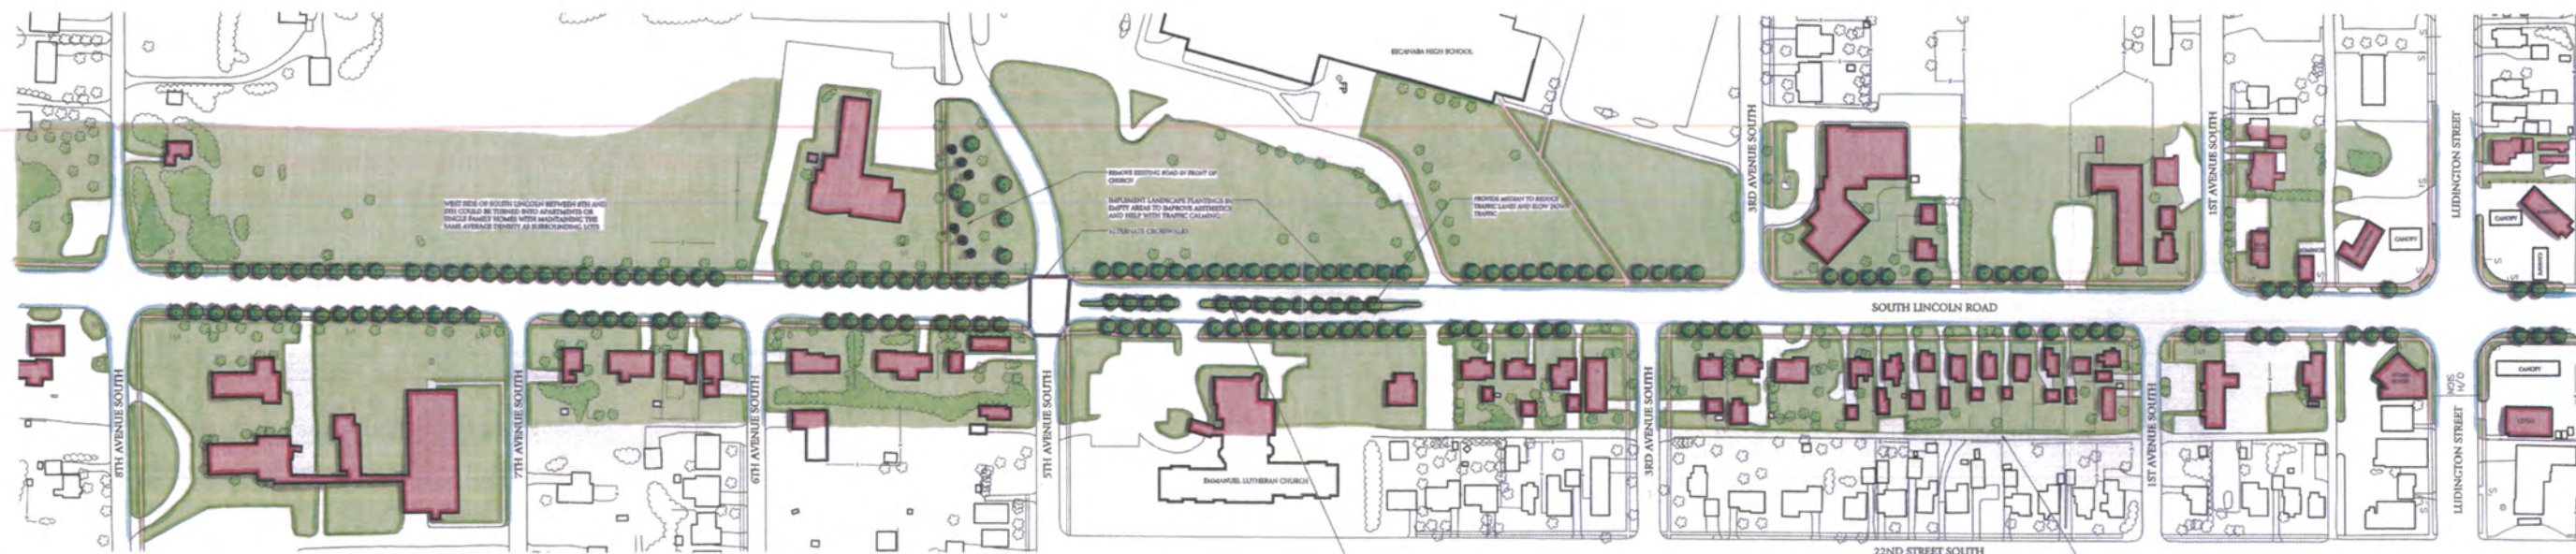 ESCANABA HIGH SCHOOL
REMOVE EXISTING ROAD IN FRONT OF
CHURCH
IMPLEMENT LANDSCAPE PLANTINGS IN
EMPTY AREAS TO IMPROVE AESTHETICS
AND HELP WITH TRAFFIC CALMING
ALTERNATE CROSSWALKS
PROVIDE MEDIAN TO REDUCE
TRAFFIC LANES AND SLOW DOWN
TRAFFIC
WEST SIDE OF SOUTH LINCOLN BETWEEN 8TH AND
5TH COULD BE TURNED INTO APARTMENTS OR
SINGLE FAMILY HOMES WITH MAINTAINING THE
SAME AVERAGE DENSITY AS SURROUNDING LOTS
3RD AVENUE SOUTH
1ST AVENUE SOUTH
LUDINGTON STREET
CANOPY
CANOPY
CANOPY
SOUTH LINCOLN ROAD
8TH AVENUE SOUTH
7TH AVENUE SOUTH
6TH AVENUE SOUTH
5TH AVENUE SOUTH
3RD AVENUE SOUTH
1ST AVENUE SOUTH
O/H
SIGN
LUDINGTON STREET
CANOPY
EMMANUEL LUTHERAN CHURCH
22ND STREET SOUTH